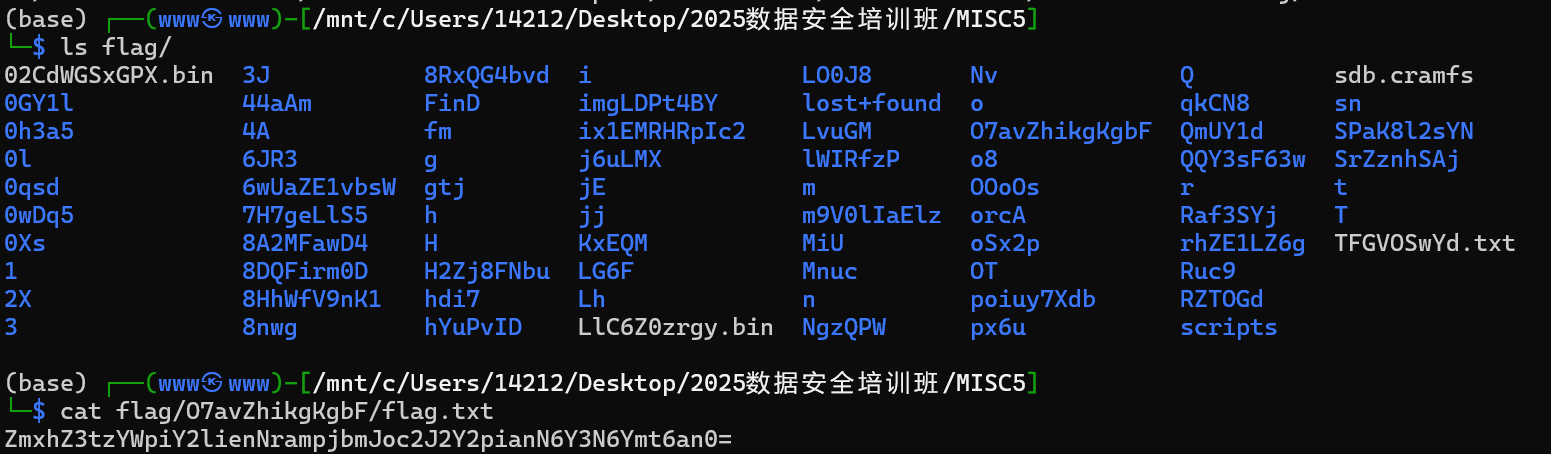 (base) ┌──(www㉿www)-[/mnt/c/Users/14212/Desktop/2025数据安全培训班/MISC5]
└─$ ls flag/
02CdWGSxGPX.bin 3J 8RxQG4bvd i LO0J8 Nv Q sdb.cramfs
0GY1l 44aAm FinD imgLDPt4BY lost+found o qkCN8 sn
0h3a5 4A fm ix1EMRHRpIc2 LvuGM O7avZhikgKgbF QmUY1d SPaK8l2sYN
0l 6JR3 g j6uLMX lWIRfzP o8 QQY3sF63w SrZznhSAj
0qsd 6wUaZE1vbsW gtj jE m OOoOs r t
0wDq5 7H7geLlS5 h jj m9V0lIaElz orcA Raf3SYj T
0Xs 8A2MFawD4 H KxEQM MiU oSx2p rhZE1LZ6g TFGVOSwYd.txt
1 8DQFirm0D H2Zj8FNbu LG6F Mnuc OT Ruc9
2X 8HhWfV9nK1 hdi7 Lh n poiuy7Xdb RZTOGd
3 8nwg hYuPvID LlC6Z0zrgy.bin NgzQPW px6u scripts
(base) ┌──(www㉿www)-[/mnt/c/Users/14212/Desktop/2025数据安全培训班/MISC5]
└─$ cat flag/O7avZhikgKgbF/flag.txt
ZmxhZ3tzYWpiY2lienNrampjbmJoc2J2Y2pianN6Y3N6Ymt6an0=